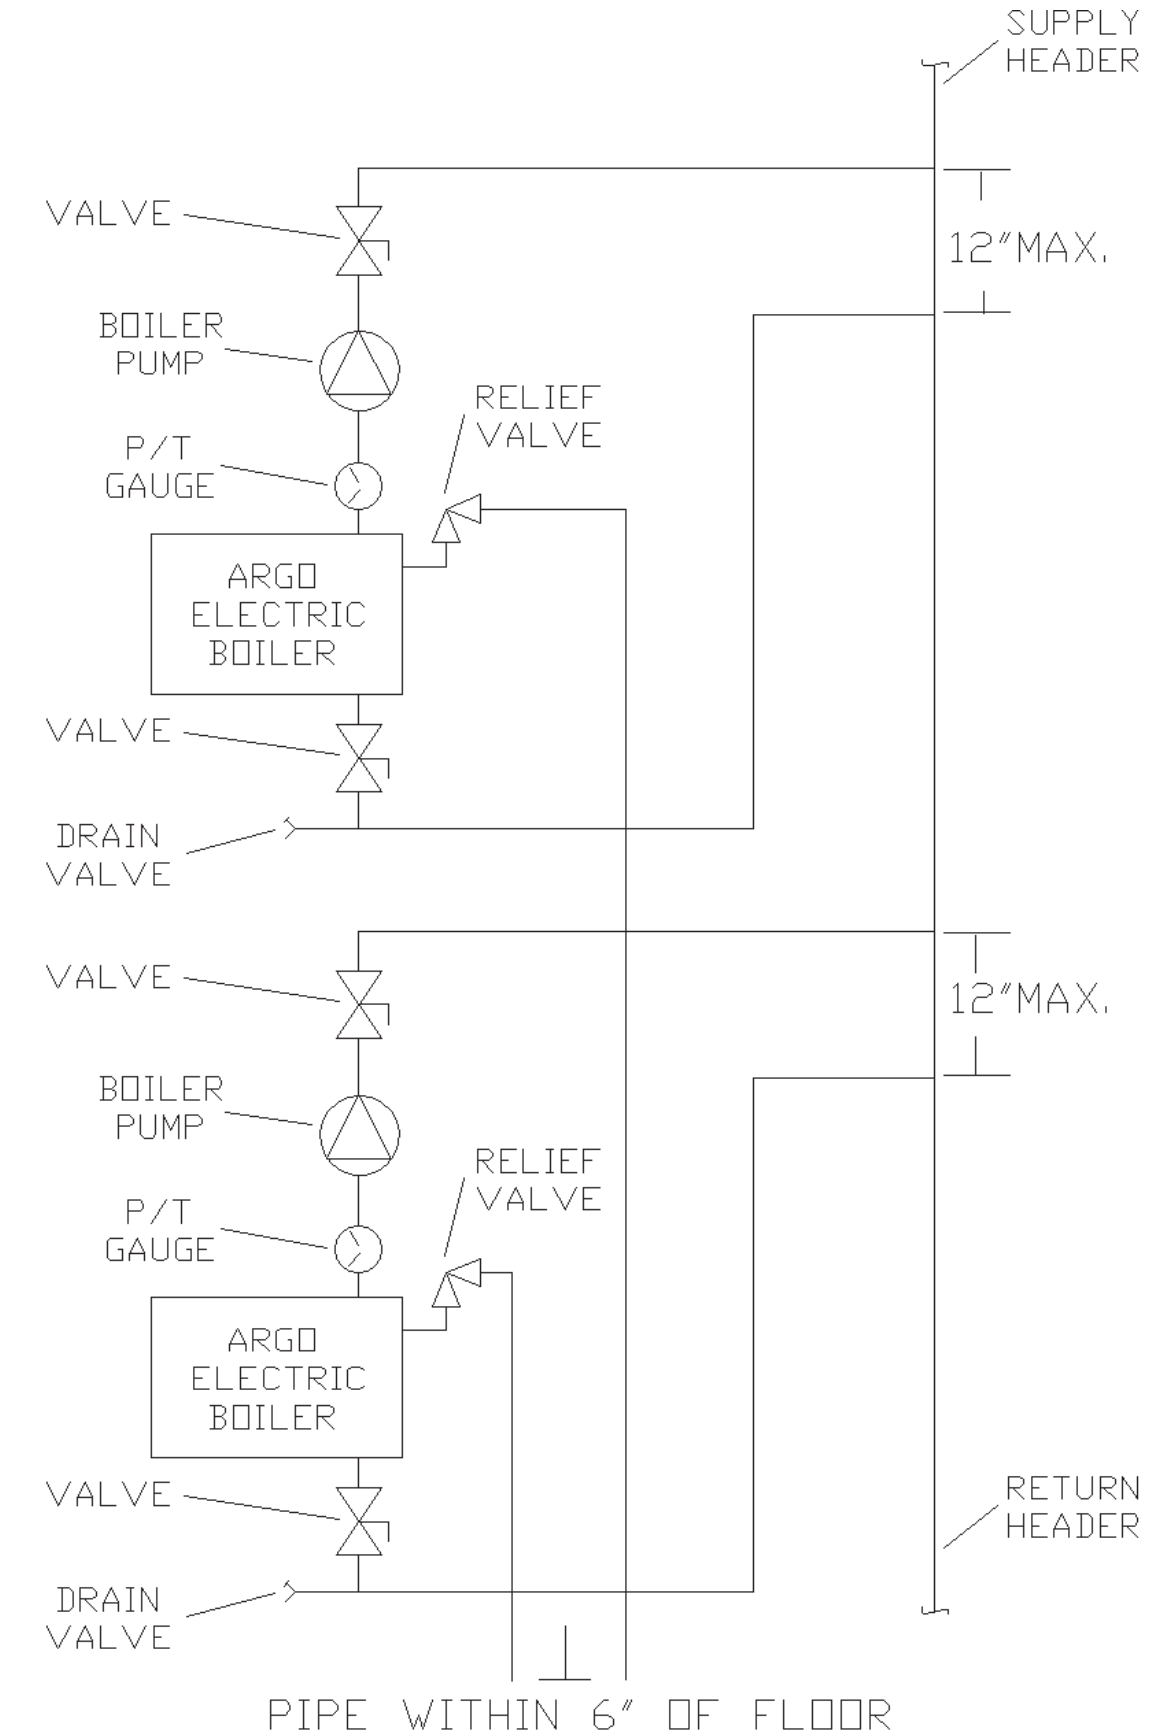 SUPPLY
HEADER
VALVE
12"MAX.
BOILER
PUMP
RELIEF
VALVE
P/T
GAUGE
ARGO
ELECTRIC
BOILER
VALVE
DRAIN
VALVE
VALVE
12"MAX.
BOILER
PUMP
RELIEF
VALVE
P/T
GAUGE
ARGO
ELECTRIC
BOILER
VALVE
RETURN
HEADER
DRAIN
VALVE
PIPE WITHIN 6" OF FLOOR